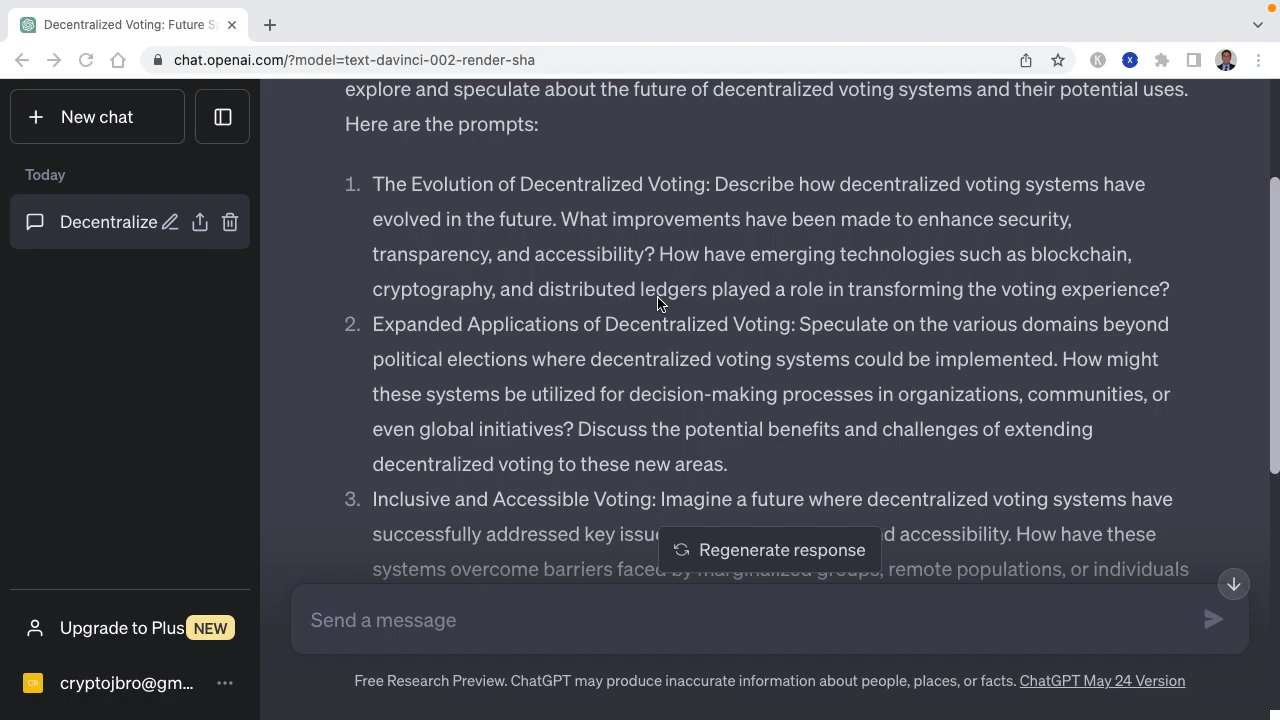 Decentralized Voting: Future S
chat.openai.com/?model=text-davinci-002-render-sha
New chat
Today
Decentralize
Upgrade to Plus NEW
CR cryptojbro@gm...
explore and speculate about the future of decentralized voting systems and their potential uses.
Here are the prompts:
1. The Evolution of Decentralized Voting: Describe how decentralized voting systems have
evolved in the future. What improvements have been made to enhance security,
transparency, and accessibility? How have emerging technologies such as blockchain,
cryptography, and distributed ledgers played a role in transforming the voting experience?
2. Expanded Applications of Decentralized Voting: Speculate on the various domains beyond
political elections where decentralized voting systems could be implemented. How might
these systems be utilized for decision-making processes in organizations, communities, or
even global initiatives? Discuss the potential benefits and challenges of extending
decentralized voting to these new areas.
3. Inclusive and Accessible Voting: Imagine a future where decentralized voting systems have
successfully addressed key issue d accessibility. How have these
systems overcome barriers faced by marginalized groups, remote populations, or individuals
Regenerate response
Send a message
Free Research Preview. ChatGPT may produce inaccurate information about people, places, or facts. ChatGPT May 24 Version